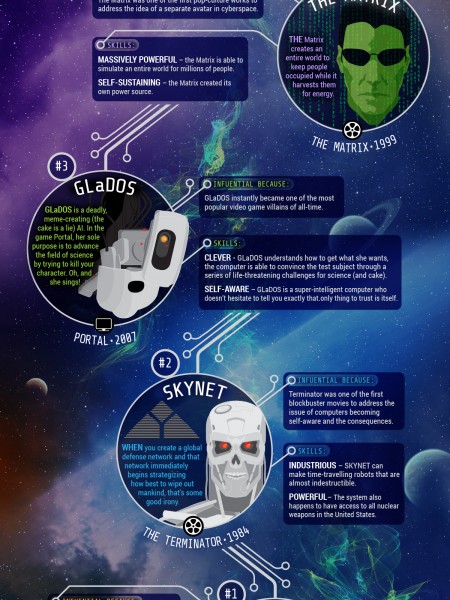 The Matrix was one of the first pop-culture works to
address the idea of a separate avatar in cyberspace.
THE MATRIX
SKILLS:
MASSIVELY POWERFUL – the Matrix is able to
simulate an entire world for millions of people.
SELF-SUSTAINING – the Matrix created its
own power source.
THE Matrix
creates an
entire world to
keep people
occupied while it
harvests them
for energy.
THE MATRIX•1999
#3
GLaDOS
GLaDOS is a deadly,
meme-creating (the
cake is a lie) AI. In the
game Portal, her sole
purpose is to advance
the field of science
by trying to kill your
character. Oh, and
she sings!
PORTAL•2007
INFUENTIAL BECAUSE:
GLaDOS instantly became one of the most
popular video game villains of all-time.
SKILLS:
CLEVER - GLaDOS understands how to get what she wants,
the computer is able to convince the test subject through a
series of life-threatening challenges for science (and cake).
SELF-AWARE – GLaDOS is a super-intelligent computer who
doesn't hesitate to tell you exactly that.only thing to trust is itself.
#2
SKYNET
WHEN you create a global
defense network and that
network immediately
begins strategizing
how best to wipe out
mankind, that's some
good irony.
THE TERMINATOR•1984
INFUENTIAL BECAUSE:
Terminator was one of the first
blockbuster movies to address the
issue of computers becoming
self-aware and the consequences.
SKILLS:
INDUSTRIOUS – SKYNET can
make time-travelling robots that are
almost indestructible.
POWERFUL– The system also
happens to have access to all nuclear
weapons in the United States.
#1
INFUENTIAL BECAUSE: